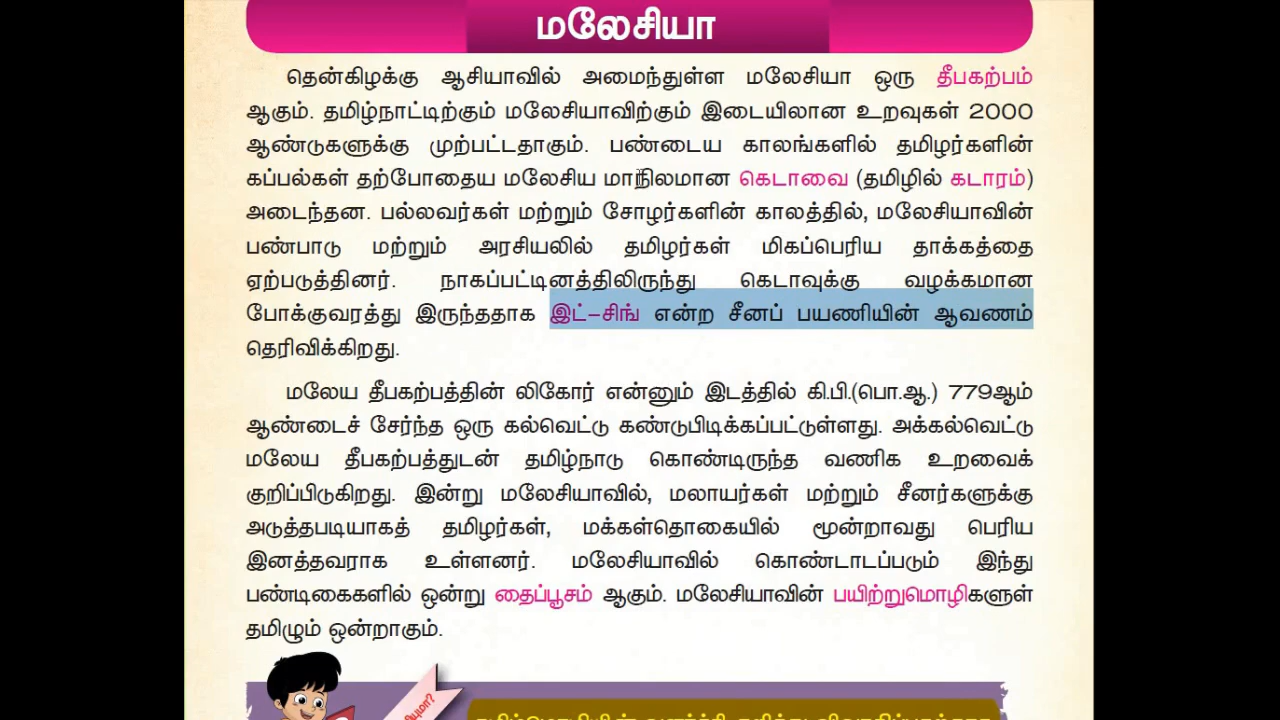 மலேசியா
தென்கிழக்கு ஆசியாவில் அமைந்துள்ள மலேசியா ஒரு தீபகற்பம்
ஆகும். தமிழ்நாட்டிற்கும் மலேசியாவிற்கும் இடையிலான உறவுகள் 2000
ஆண்டுகளுக்கு முற்பட்டதாகும். பண்டைய காலங்களில் தமிழர்களின்
கப்பல்கள் தற்போதைய மலேசிய மாநிலமான கெடாவை (தமிழில் கடாரம்)
அடைந்தன. பல்லவர்கள் மற்றும் சோழர்களின் காலத்தில், மலேசியாவின்
பண்பாடு மற்றும் அரசியலில் தமிழர்கள் மிகப்பெரிய தாக்கத்தை
ஏற்படுத்தினர். நாகப்பட்டினத்திலிருந்து கெடாவுக்கு வழக்கமான
போக்குவரத்து இருந்ததாக இட்–சிங் என்ற சீனப் பயணியின் ஆவணம்
தெரிவிக்கிறது.
மலேய தீபகற்பத்தின் லிகோர் என்னும் இடத்தில் கி.பி.(பொ.ஆ.) 779ஆம்
ஆண்டைச் சேர்ந்த ஒரு கல்வெட்டு கண்டுபிடிக்கப்பட்டுள்ளது. அக்கல்வெட்டு
மலேய தீபகற்பத்துடன் தமிழ்நாடு கொண்டிருந்த வணிக உறவைக்
குறிப்பிடுகிறது. இன்று மலேசியாவில், மலாயர்கள் மற்றும் சீனர்களுக்கு
அடுத்தபடியாகத் தமிழர்கள், மக்கள்தொகையில் மூன்றாவது பெரிய
இனத்தவராக உள்ளனர். மலேசியாவில் கொண்டாடப்படும் இந்து
பண்டிகைகளில் ஒன்று தைப்பூசம் ஆகும். மலேசியாவின் பயிற்றுமொழிகளுள்
தமிழும் ஒன்றாகும்.